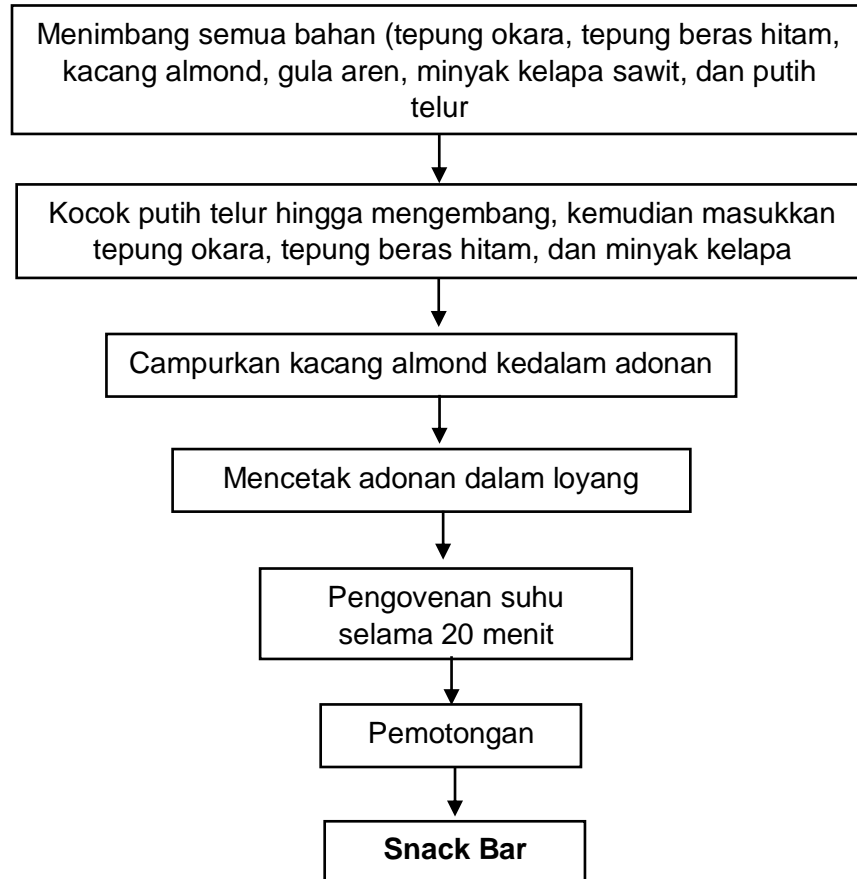 Menimbang semua bahan (tepung okara, tepung beras hitam,
kacang almond, gula aren, minyak kelapa sawit, dan putih
telur
Kocok putih telur hingga mengembang, kemudian masukkan
tepung okara, tepung beras hitam, dan minyak kelapa
Campurkan kacang almond kedalam adonan
Mencetak adonan dalam loyang
Pengovenan suhu
selama 20 menit
Pemotongan
Snack Bar